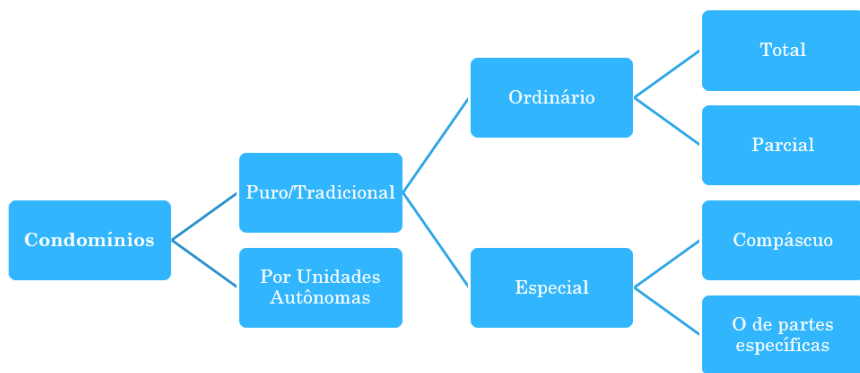 Condomínios
Puro/Tradicional
Por Unidades
Autônomas
Ordinário
Especial
Total
Parcial
Compáscuo
O de partes
específicas